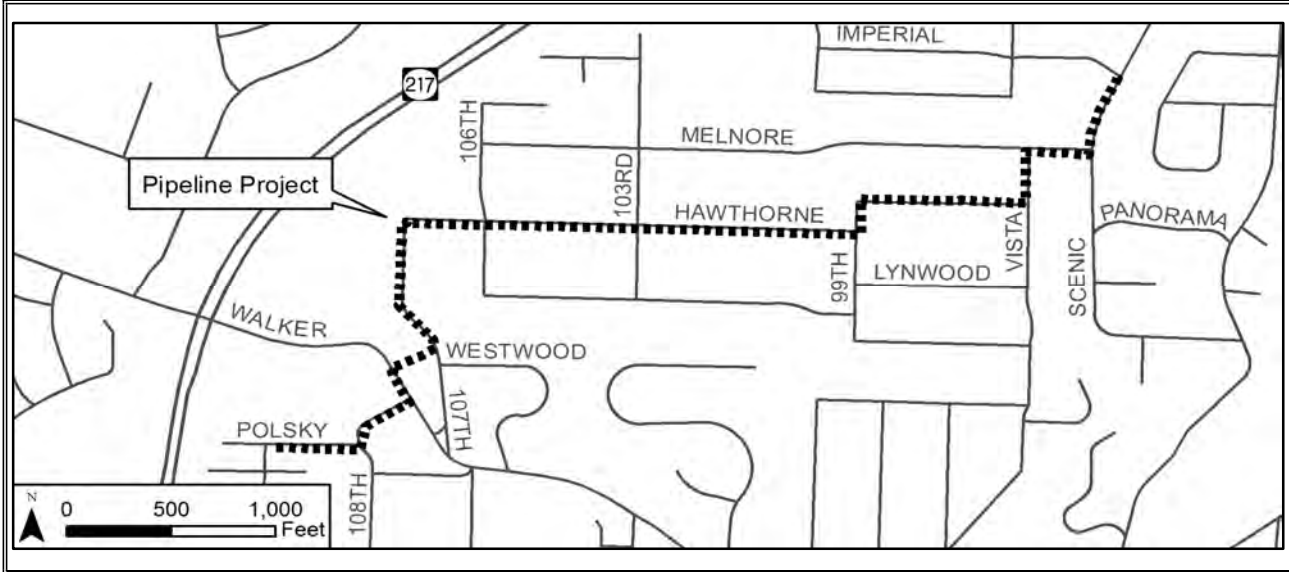 IMPERIAL
217
106TH
MELNORE
Pipeline Project
103RD
HAWTHORNE
VISTA
PANORAMA
99TH
LYNWOOD
SCENIC
WALKER
WESTWOOD
107TH
POLSKY
108TH
N
0 500 1,000
Feet